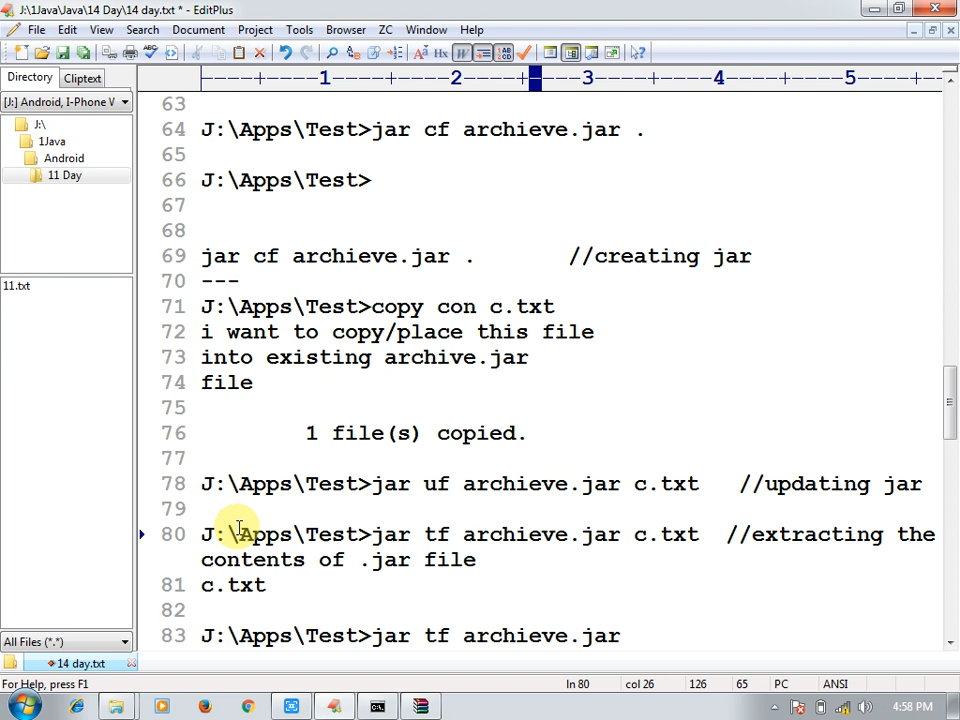 J:\1Java\Java\14 Day\14 day.txt * - EditPlus
File Edit View Search Document Project Tools Browser ZC Window Help
Directory Cliptext
1 2 3 4 5
[J:] Android, I-Phone V
J:\
1Java
Android
11 Day
11.txt
63
64 J:\Apps\Test>jar cf archieve.jar .
65
66 J:\Apps\Test>
67
68
69 jar cf archieve.jar . //creating jar
70 ---
71 J:\Apps\Test>copy con c.txt
72 i want to copy/place this file
73 into existing archive.jar
74 file
75
76 1 file(s) copied.
77
78 J:\Apps\Test>jar uf archieve.jar c.txt //updating jar
79
80 J:\Apps\Test>jar tf archieve.jar c.txt //extracting the
contents of .jar file
81 c.txt
82
83 J:\Apps\Test>jar tf archieve.jar
All Files (*.*)
14 day.txt
For Help, press F1 ln 80 col 26 126 65 PC ANSI
4:58 PM